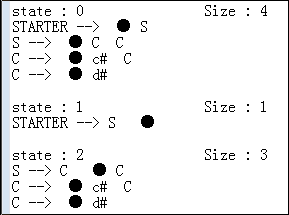 state : 0 Size : 4
STARTER --> ● S
S --> ● C C
C --> ● c# C
C --> ● d#
state : 1 Size : 1
STARTER --> S ●
state : 2 Size : 3
S --> C ● C
C --> ● c# C
C --> ● d#